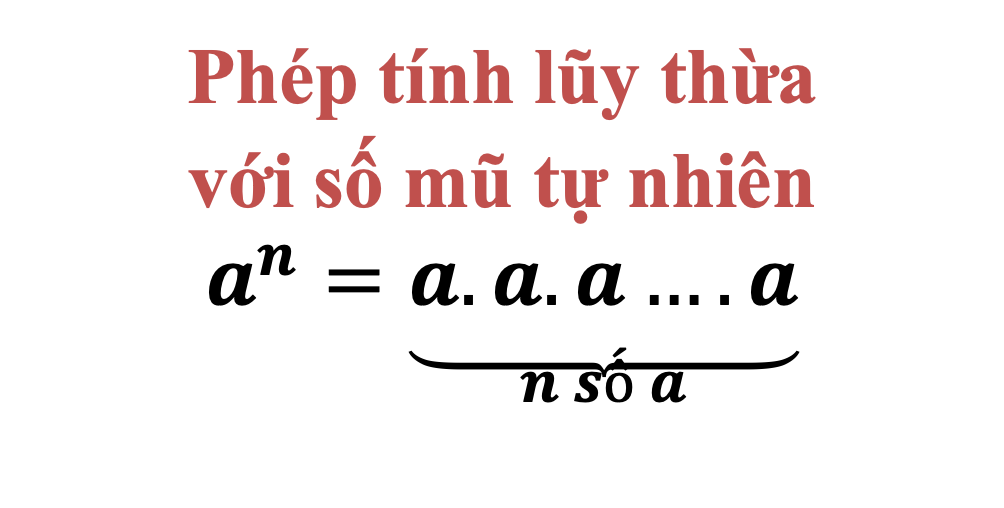 Phép tính lũy thừa
với số mũ tự nhiên
aⁿ = a. a. a … . a
n số a